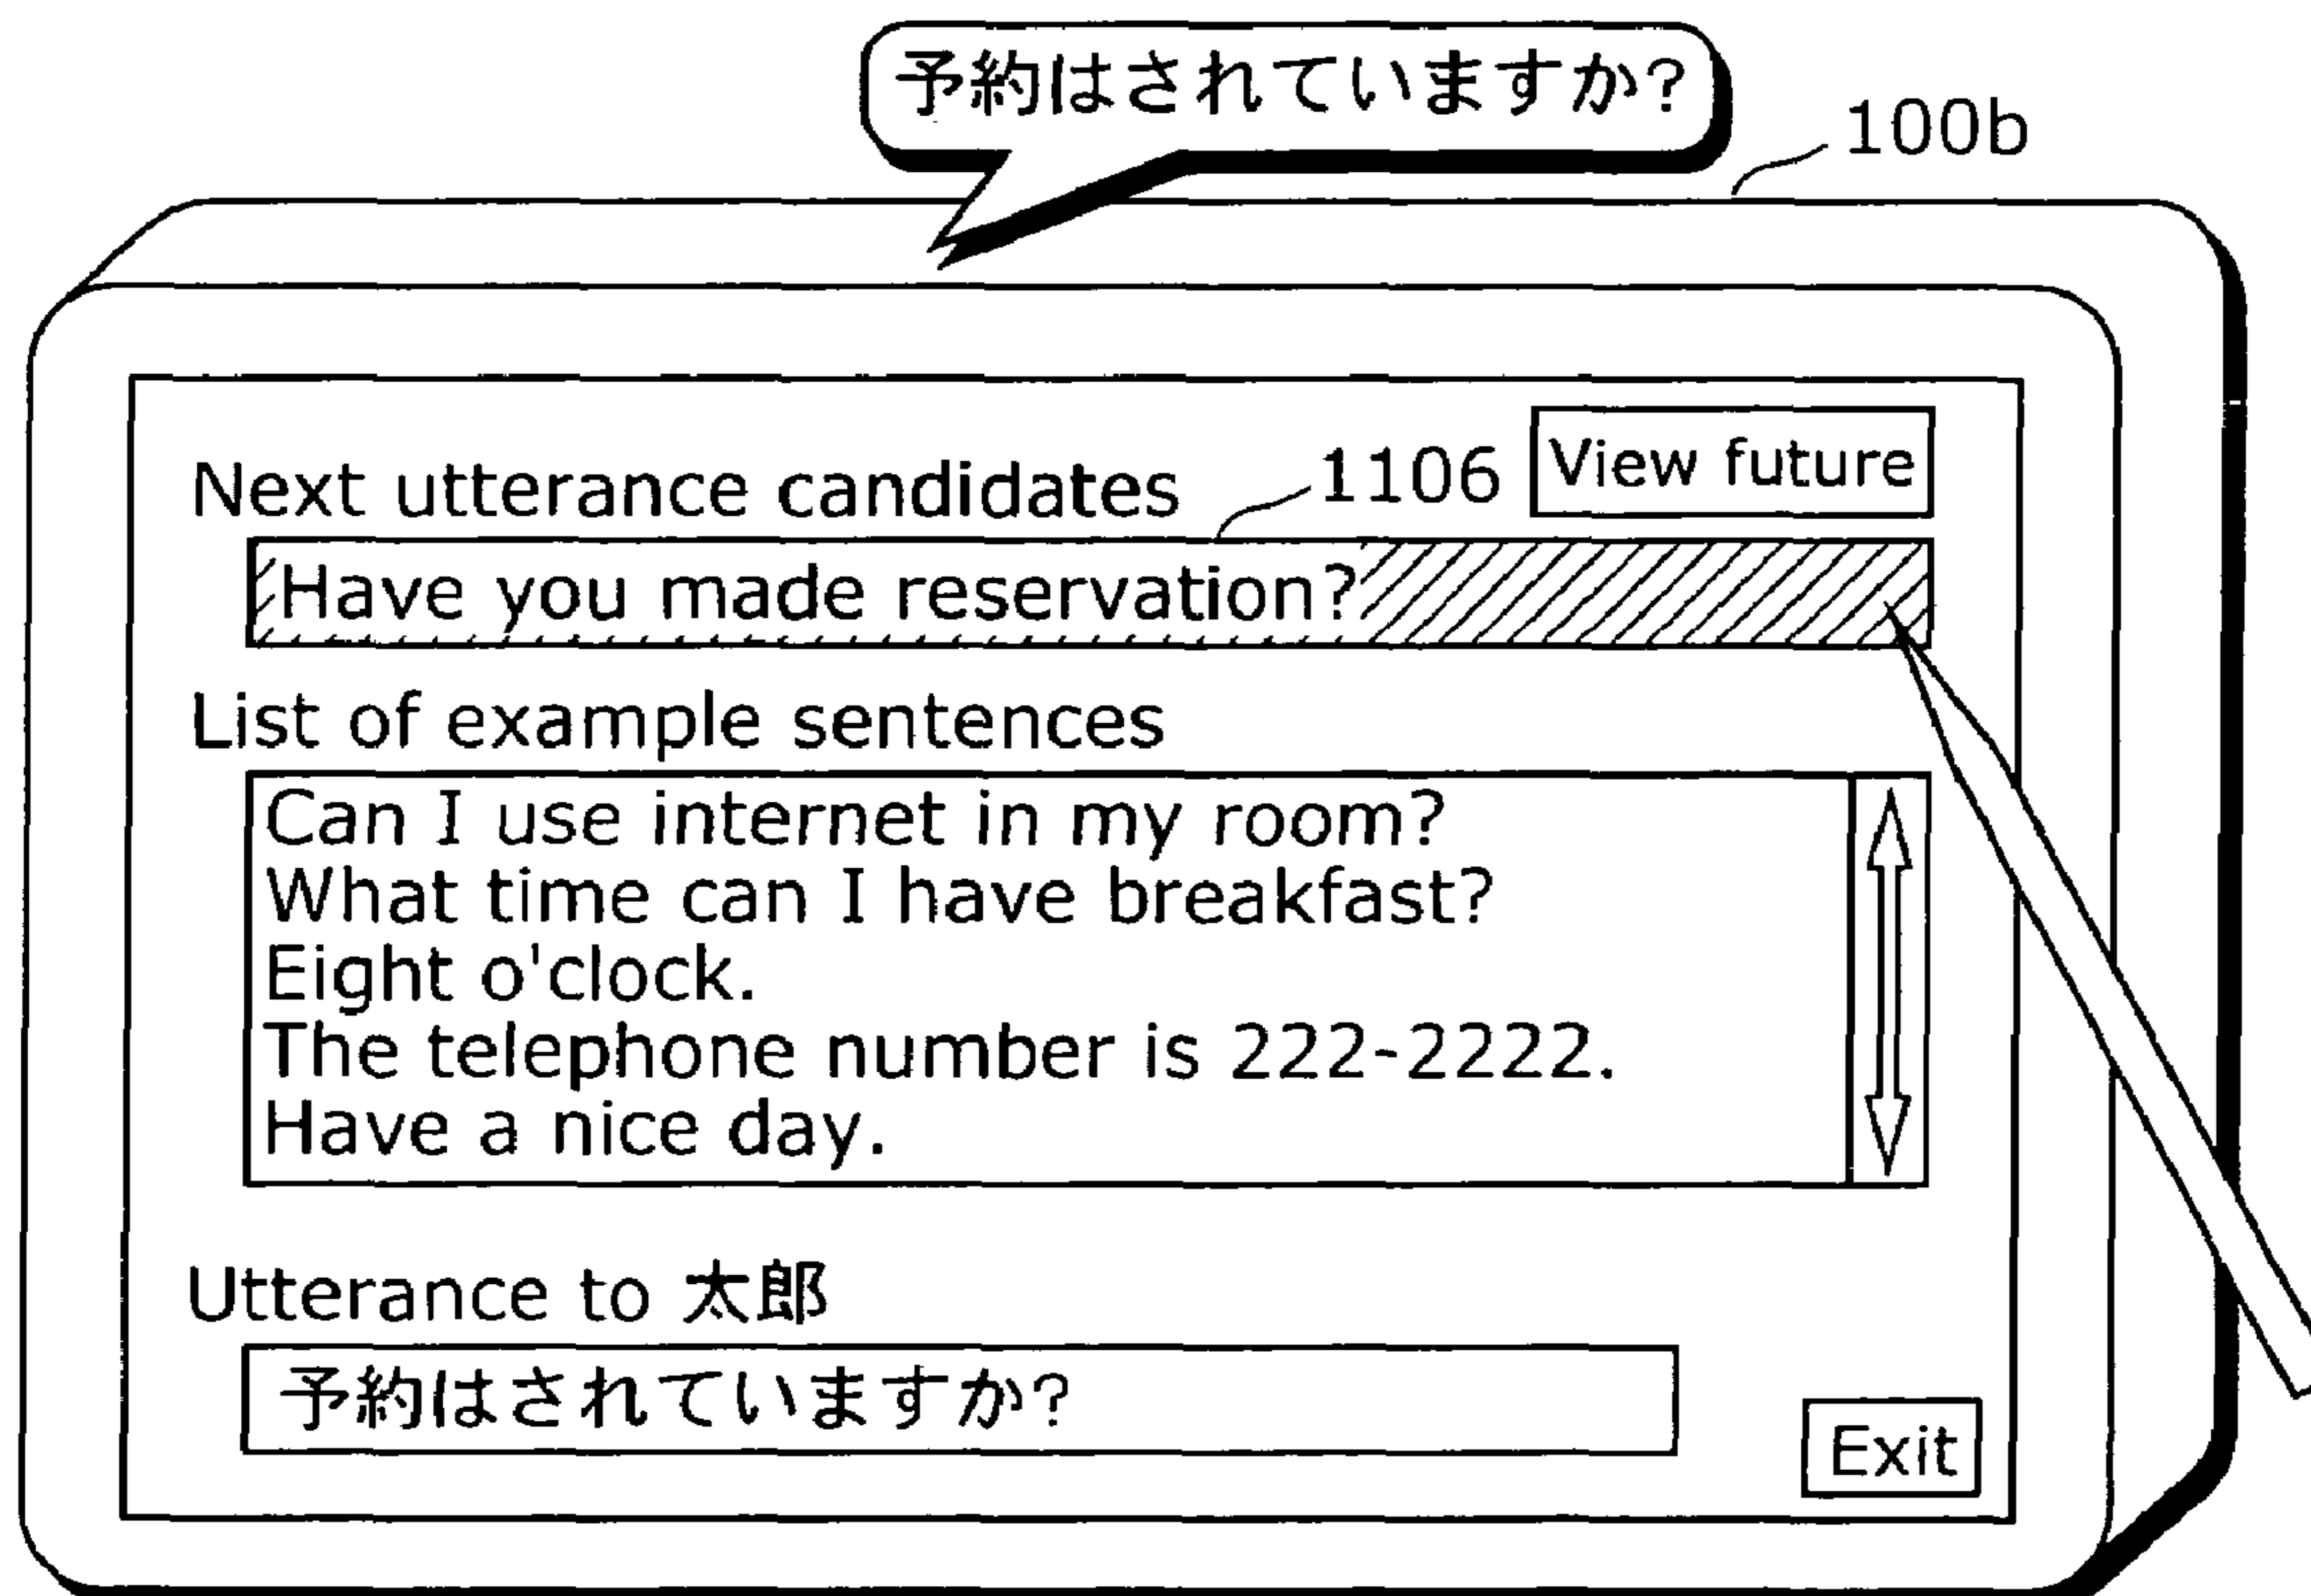 予約はされていますか?
100b
Next utterance candidates
1106
View future
Have you made reservation?
List of example sentences
Can I use internet in my room?
What time can I have breakfast?
Eight o'clock.
The telephone number is 222-2222.
Have a nice day.
Utterance to 太郎
予約はされていますか?
Exit